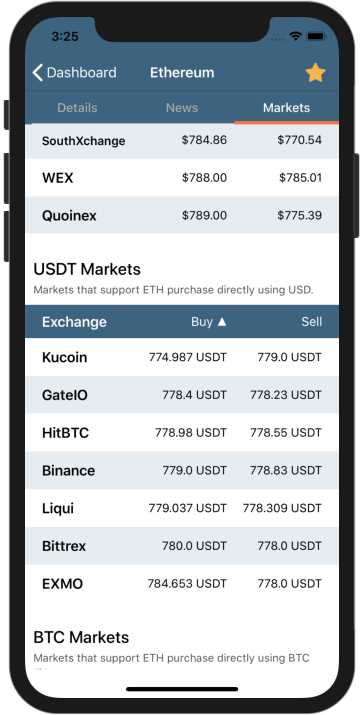 3:25
Dashboard Ethereum
Details News Markets
SouthXchange $784.86 $770.54
WEX $788.00 $785.01
Quoinex $789.00 $775.39
USDT Markets
Markets that support ETH purchase directly using USD.
Exchange Buy ▲ Sell
Kucoin 774.987 USDT 779.0 USDT
GateIO 778.4 USDT 778.23 USDT
HitBTC 778.98 USDT 778.55 USDT
Binance 779.0 USDT 778.83 USDT
Liqui 779.037 USDT 778.309 USDT
Bittrex 780.0 USDT 778.0 USDT
EXMO 784.653 USDT 778.0 USDT
BTC Markets
Markets that support ETH purchase directly using BTC